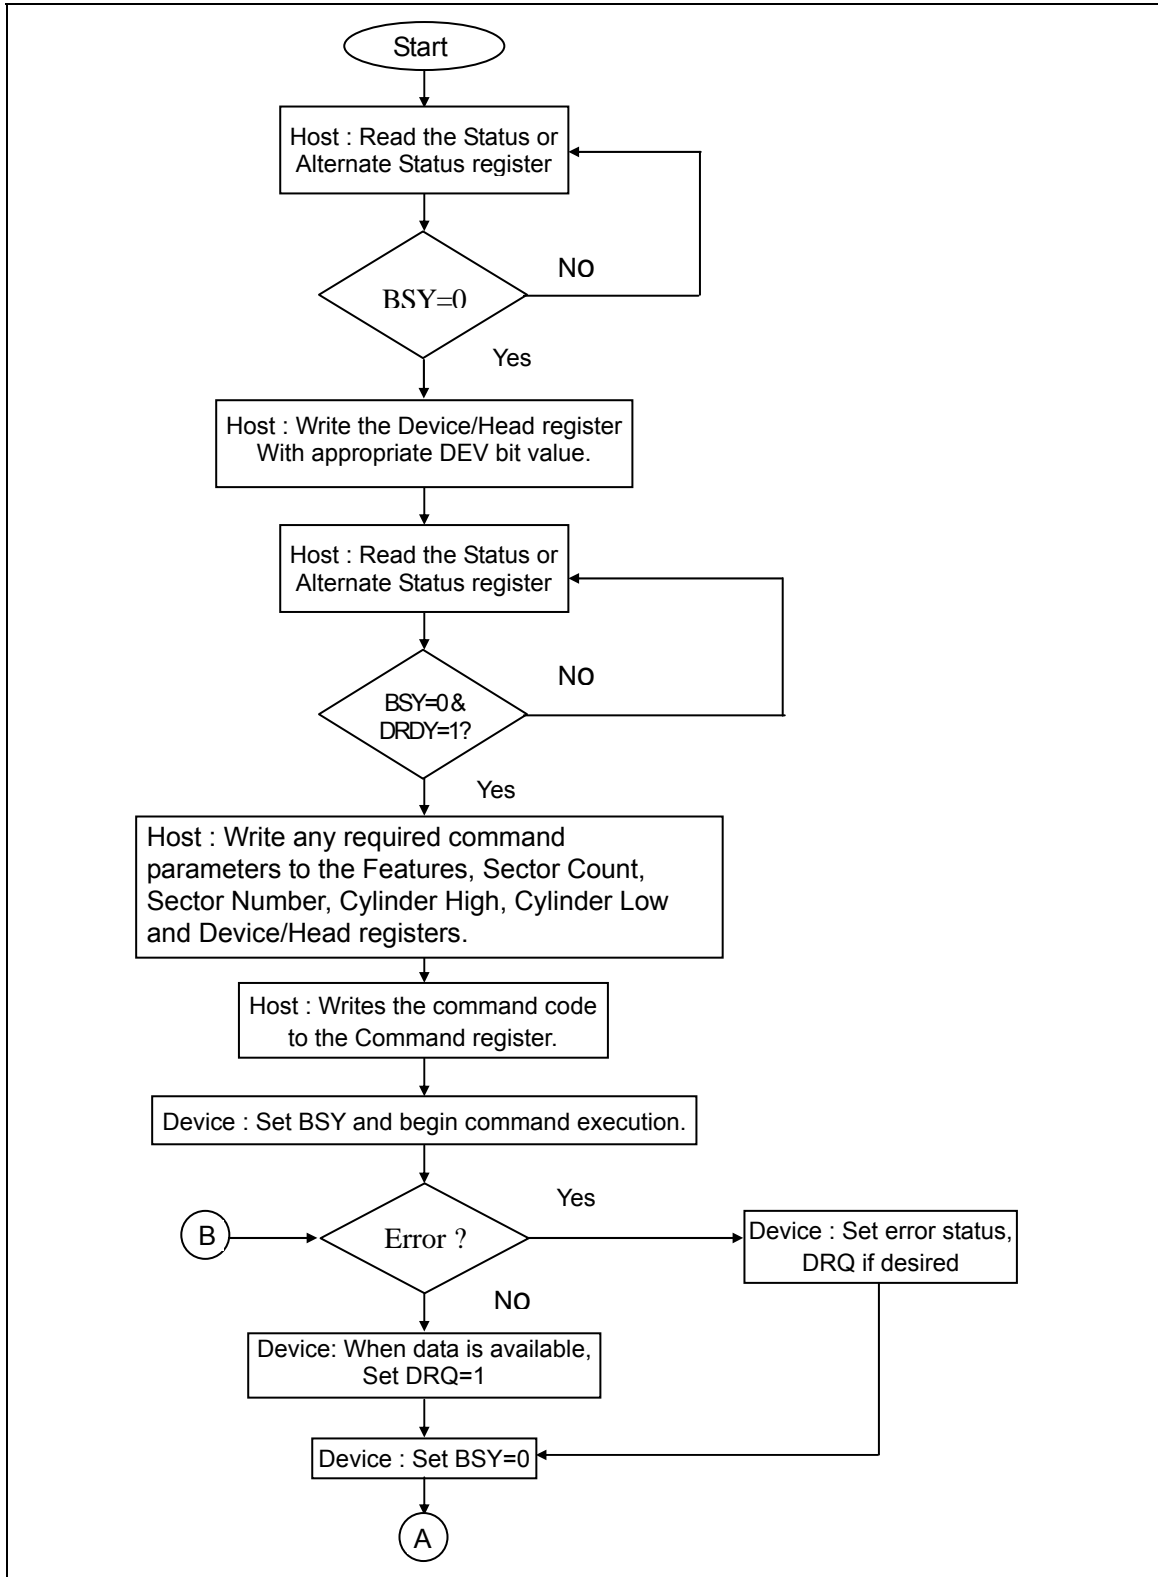 Start
Host : Read the Status or
Alternate Status register
No
BSY=0
Yes
Host : Write the Device/Head register
With appropriate DEV bit value.
Host : Read the Status or
Alternate Status register
No
BSY=0 &
DRDY=1?
Yes
Host : Write any required command
parameters to the Features, Sector Count,
Sector Number, Cylinder High, Cylinder Low
and Device/Head registers.
Host : Writes the command code
to the Command register.
Device : Set BSY and begin command execution.
Yes
B
Error ?
Device : Set error status,
DRQ if desired
No
Device: When data is available,
Set DRQ=1
Device : Set BSY=0
A